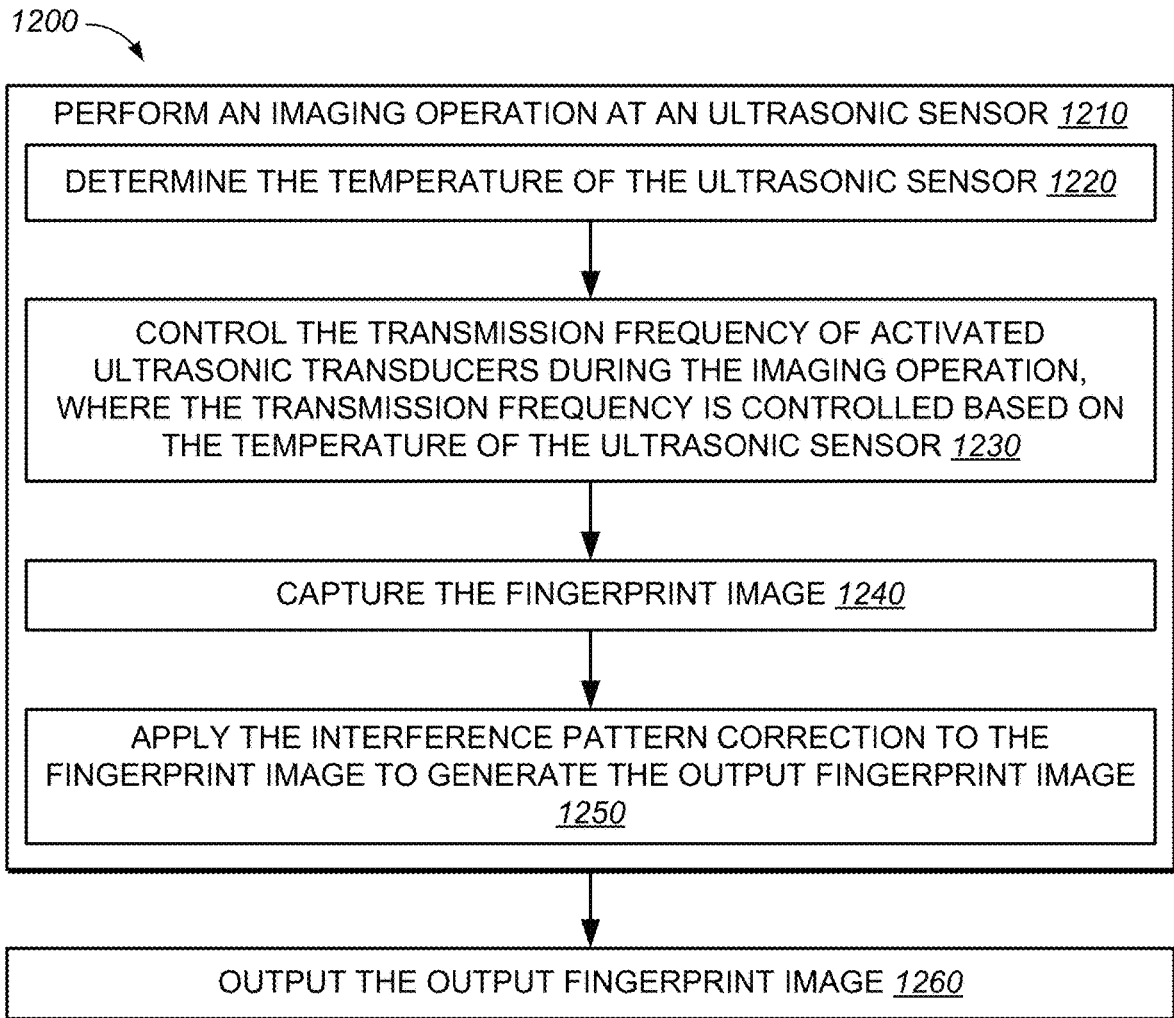 1200
PERFORM AN IMAGING OPERATION AT AN ULTRASONIC SENSOR 1210
DETERMINE THE TEMPERATURE OF THE ULTRASONIC SENSOR 1220
CONTROL THE TRANSMISSION FREQUENCY OF ACTIVATED
ULTRASONIC TRANSDUCERS DURING THE IMAGING OPERATION,
WHERE THE TRANSMISSION FREQUENCY IS CONTROLLED BASED ON
THE TEMPERATURE OF THE ULTRASONIC SENSOR 1230
CAPTURE THE FINGERPRINT IMAGE 1240
APPLY THE INTERFERENCE PATTERN CORRECTION TO THE
FINGERPRINT IMAGE TO GENERATE THE OUTPUT FINGERPRINT IMAGE
1250
OUTPUT THE OUTPUT FINGERPRINT IMAGE 1260